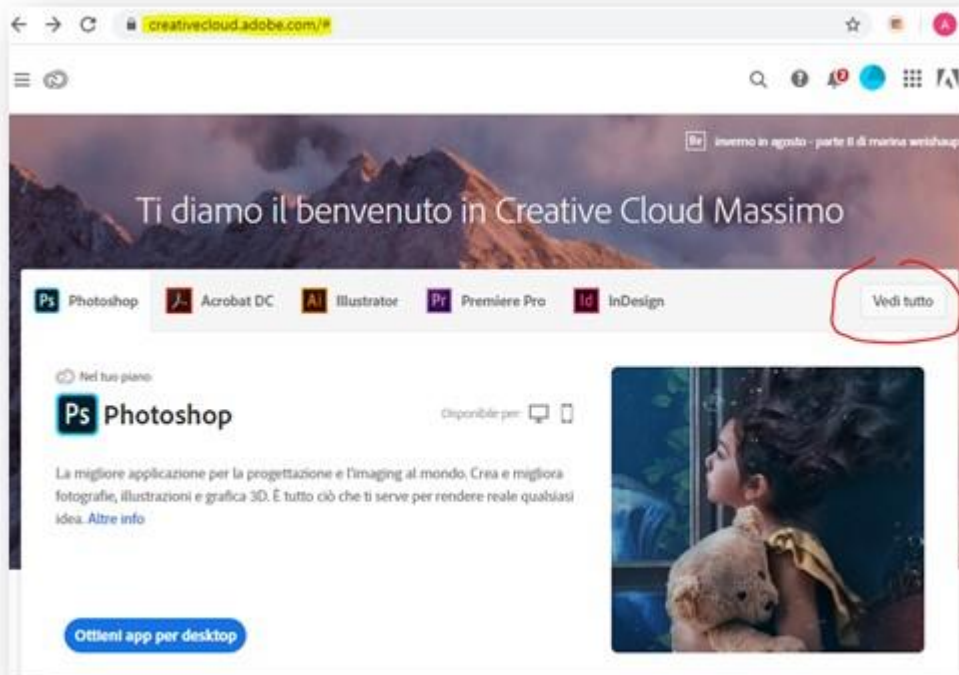 creativecloud.adobe.com/#
A
2
Be inverno in agosto - parte II di marina weishaup
Ti diamo il benvenuto in Creative Cloud Massimo
Ps Photoshop Acrobat DC Ai Illustrator Pr Premiere Pro Id InDesign Vedi tutto
Nel tuo piano
Ps Photoshop Disponibile per:
La migliore applicazione per la progettazione e l'imaging al mondo. Crea e migliora
fotografie, illustrazioni e grafica 3D. È tutto ciò che ti serve per rendere reale qualsiasi
idea. Altre info
Ottieni app per desktop